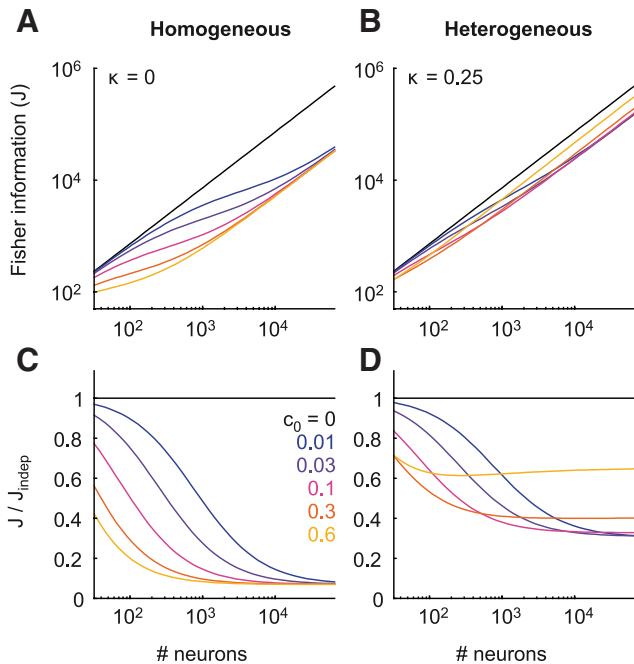 A Homogeneous
B Heterogeneous
Fisher information (J)
10^6
10^4
10^2
κ = 0
10^2 10^3 10^4
10^6
10^4
10^2
κ = 0.25
10^2 10^3 10^4
C
J / J_indep
1
0.8
0.6
0.4
0.2
0
c_0 = 0
0.01
0.03
0.1
0.3
0.6
10^2 10^3 10^4
# neurons
D
1
0.8
0.6
0.4
0.2
0
10^2 10^3 10^4
# neurons